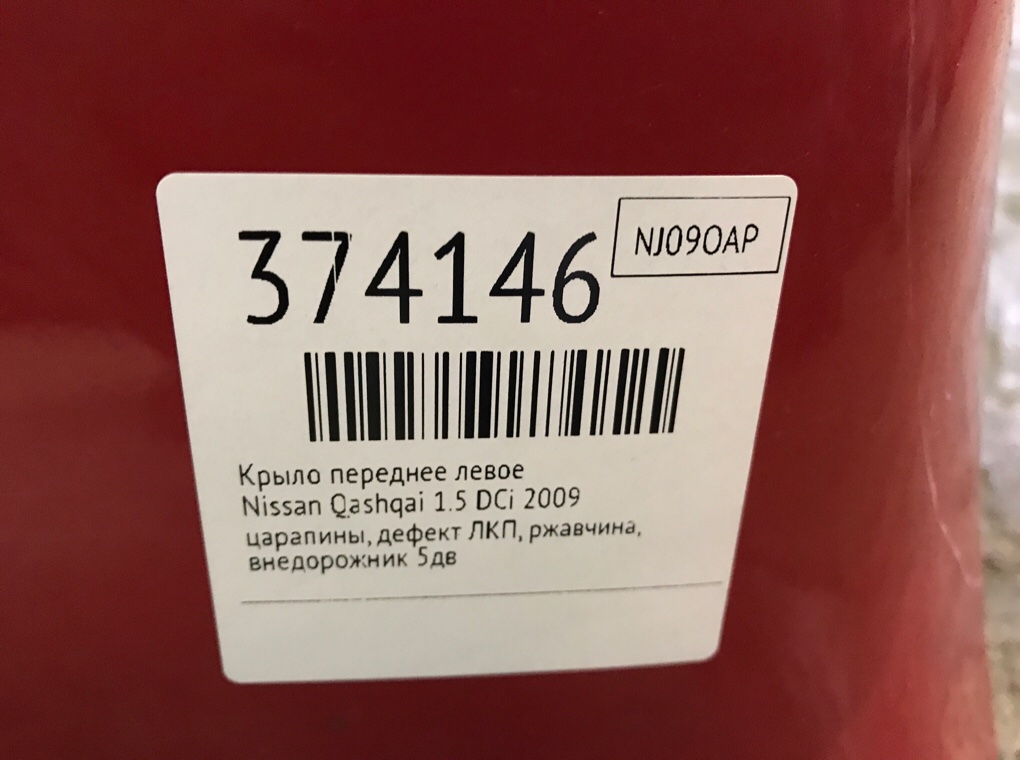 374146
NJ09OAP
Крыло переднее левое
Nissan Qashqai 1.5 DCi 2009
царапины, дефект ЛКП, ржавчина,
внедорожник 5дв